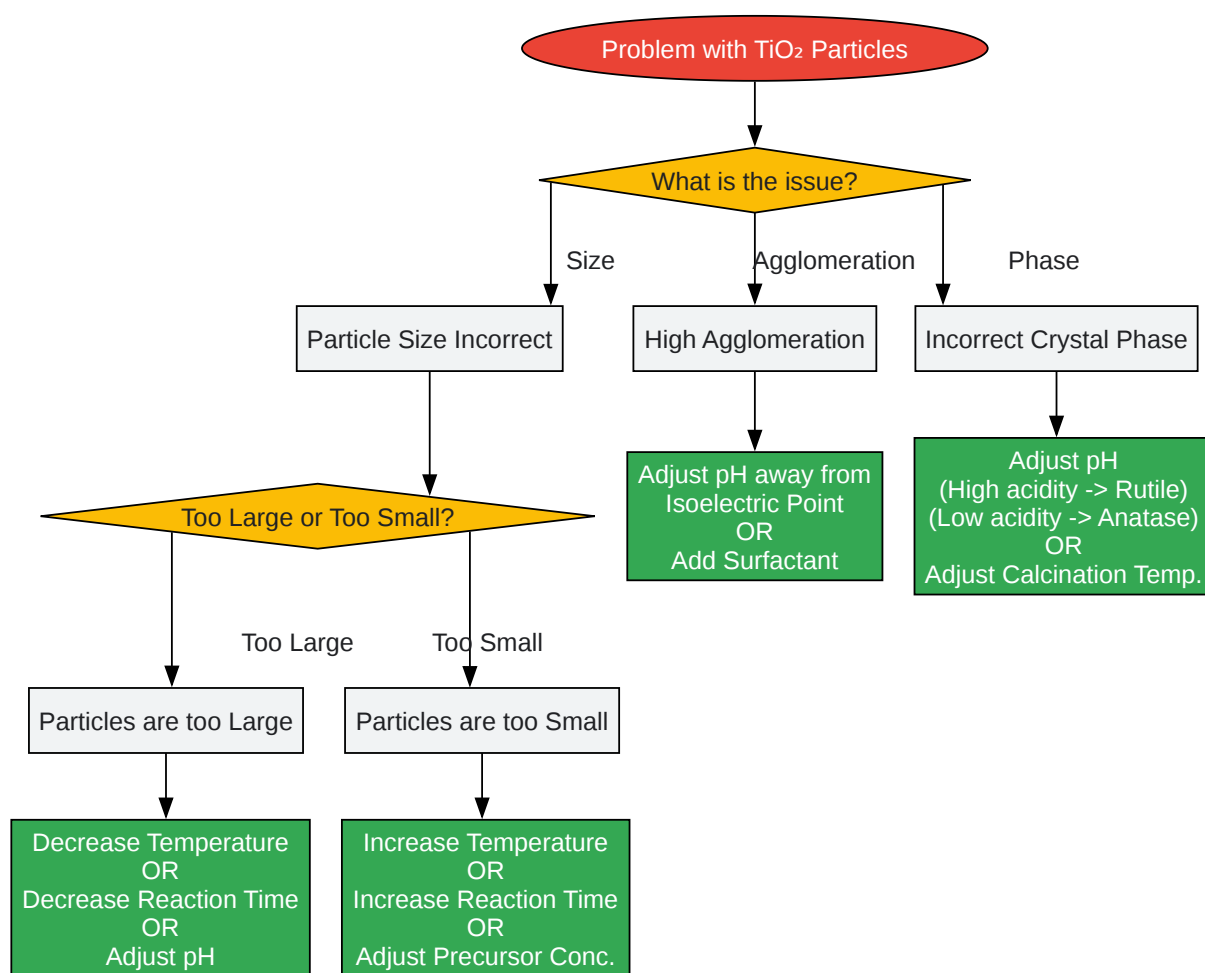 Problem with TiO₂ Particles
What is the issue?
Size
Agglomeration
Phase
Particle Size Incorrect
High Agglomeration
Incorrect Crystal Phase
Adjust pH away from
Isoelectric Point
OR
Add Surfactant
Adjust pH
(High acidity -> Rutile)
(Low acidity -> Anatase)
OR
Adjust Calcination Temp.
Too Large or Too Small?
Too Large
Too Small
Particles are too Large
Particles are too Small
Decrease Temperature
OR
Decrease Reaction Time
OR
Adjust pH
Increase Temperature
OR
Increase Reaction Time
OR
Adjust Precursor Conc.